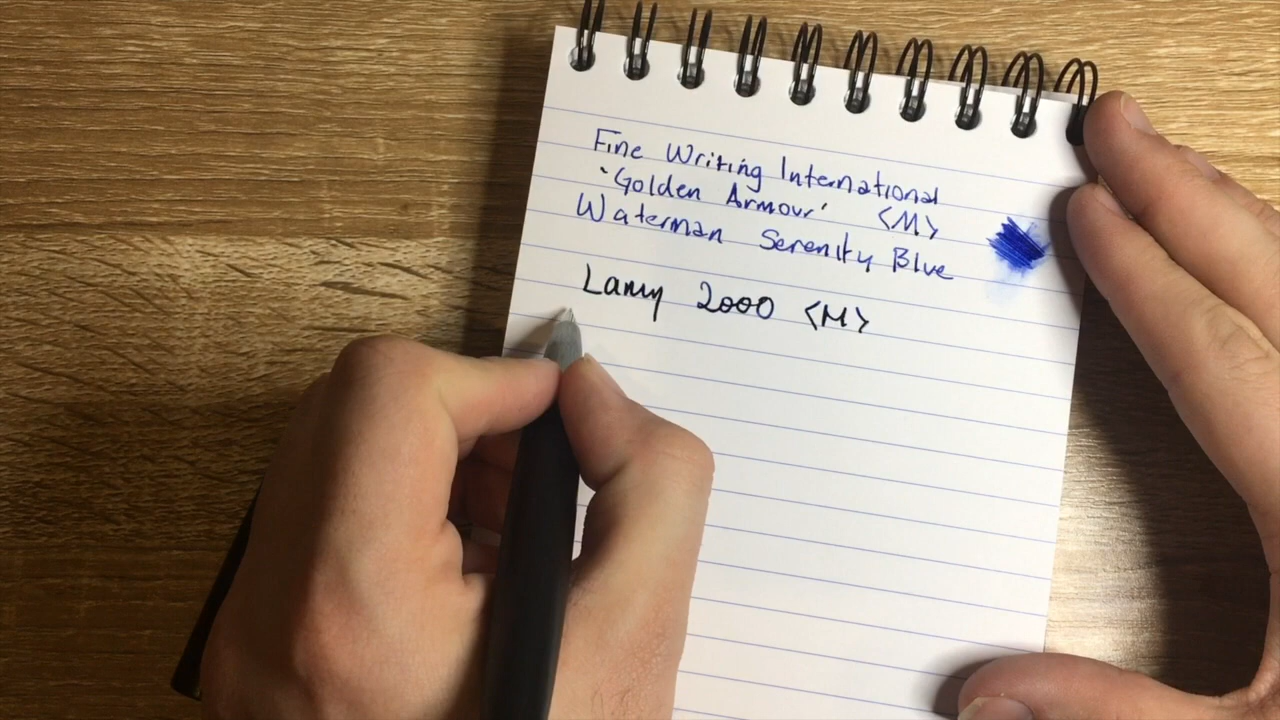 Fine Writing International
'Golden Armour' <M>
Waterman Serenity Blue
Lamy 2000 <M>